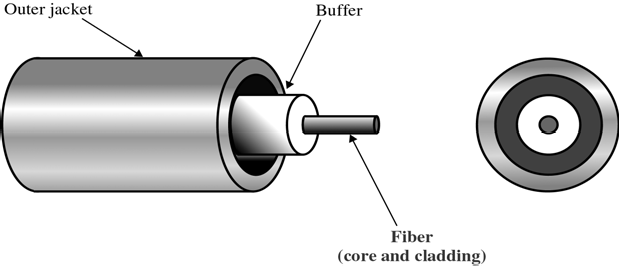 Outer jacket
Buffer
Fiber
(core and cladding)